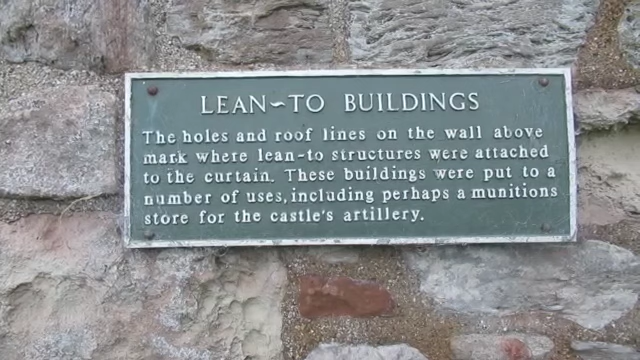 LEAN~TO BUILDINGS
The holes and roof lines on the wall above
mark where lean-to structures were attached
to the curtain. These buildings were put to a
number of uses, including perhaps a munitions
store for the castle's artillery.